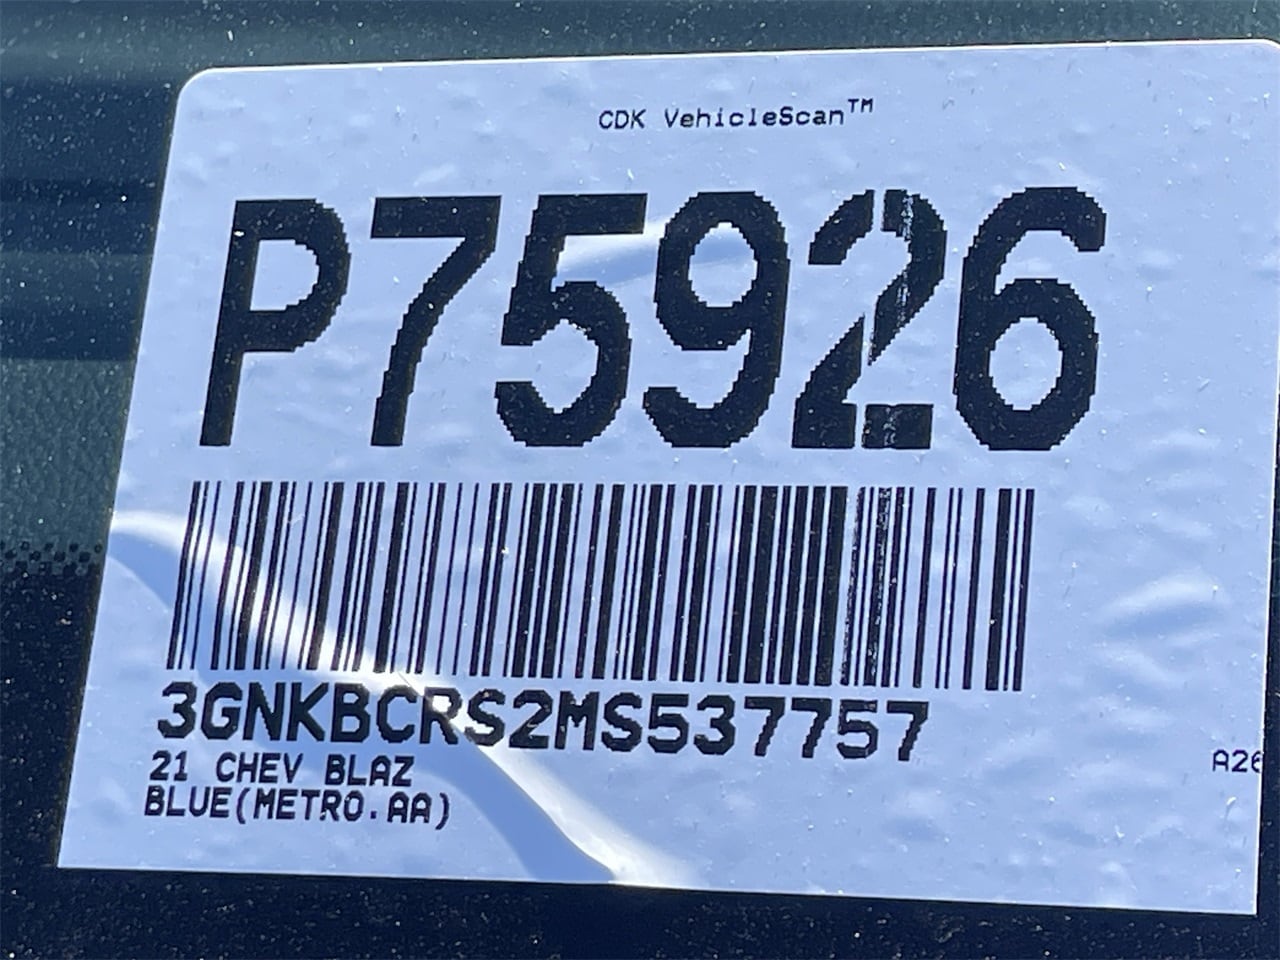 CDK VehicleScan™
P75926
3GNKBCRS2MS537757
21 CHEV BLAZ
BLUE(METRO.AA)
A26